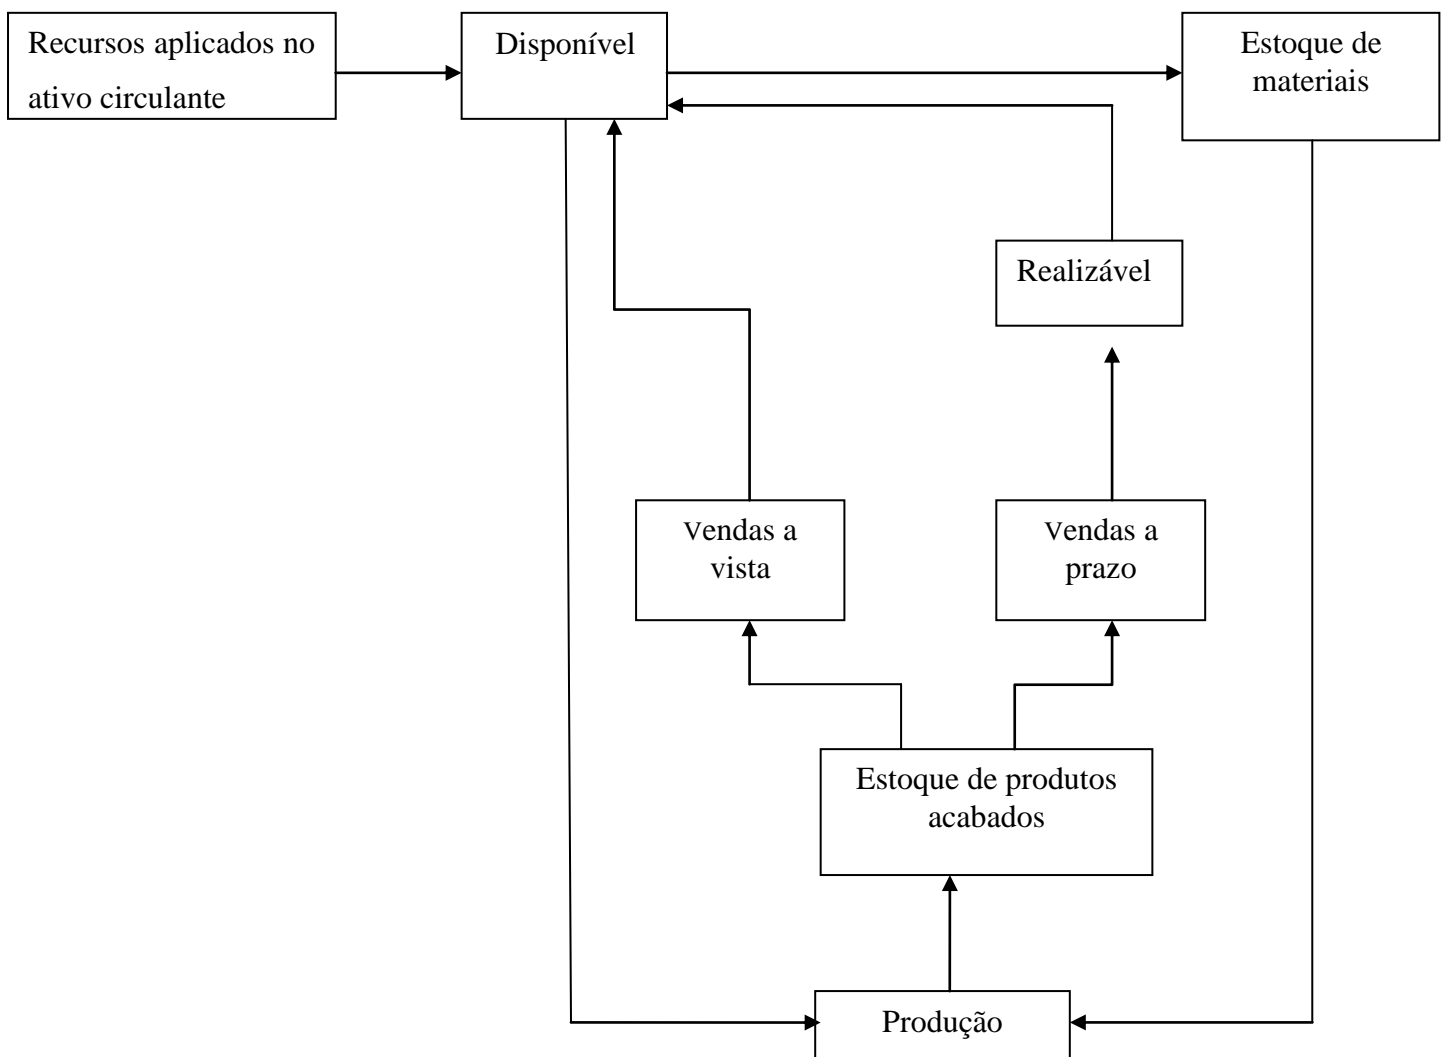 Recursos aplicados no
ativo circulante
Disponível
Estoque de
materiais
Realizável
Vendas a
vista
Vendas a
prazo
Estoque de produtos
acabados
Produção